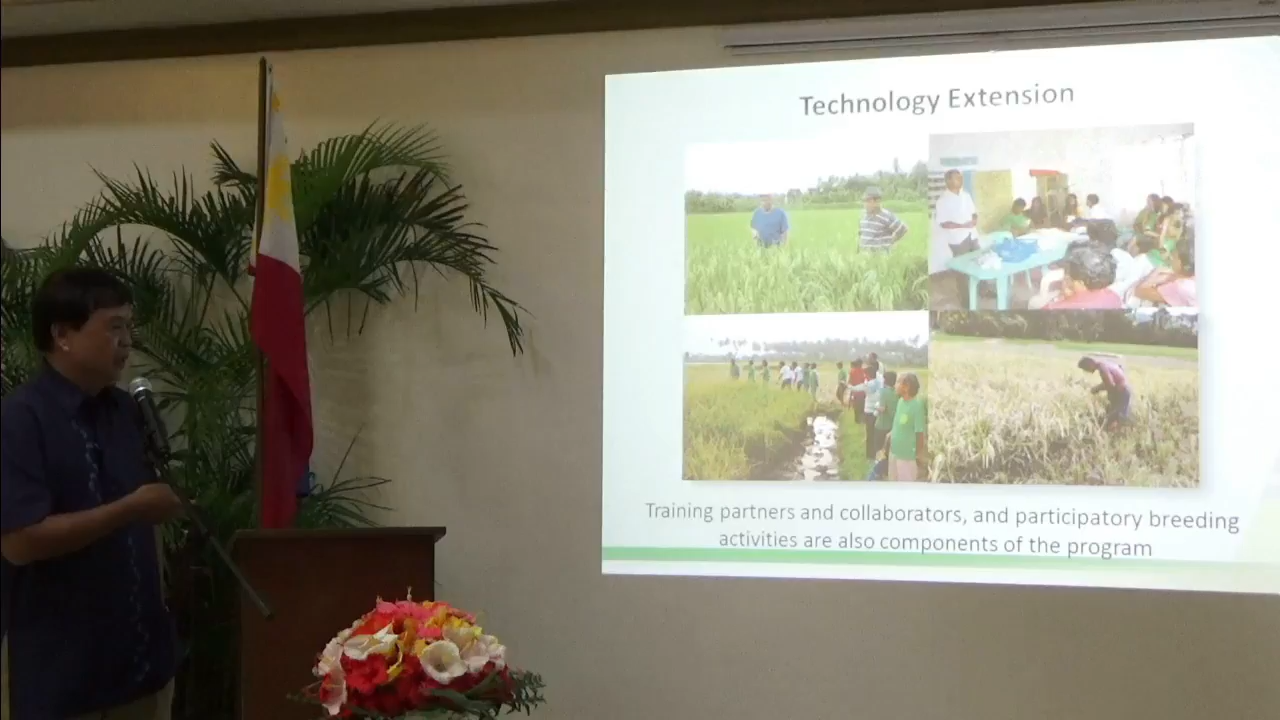 Technology Extension
Training partners and collaborators, and participatory breeding
activities are also components of the program